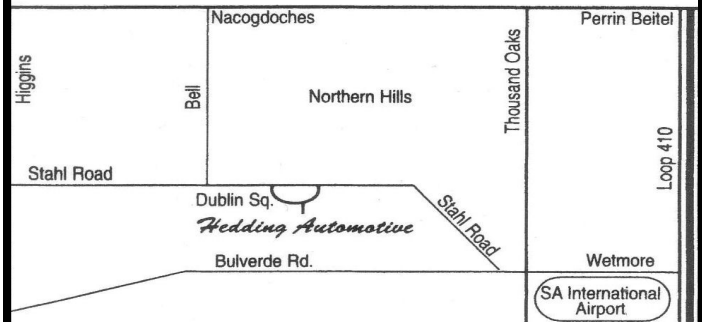 Nacogdoches
Perrin Beitel
Higgins
Bell
Northern Hills
Thousand Oaks
Loop 410
Stahl Road
Dublin Sq.
Hedding Automotive
Stahl Road
Bulverde Rd.
Wetmore
SA International
Airport